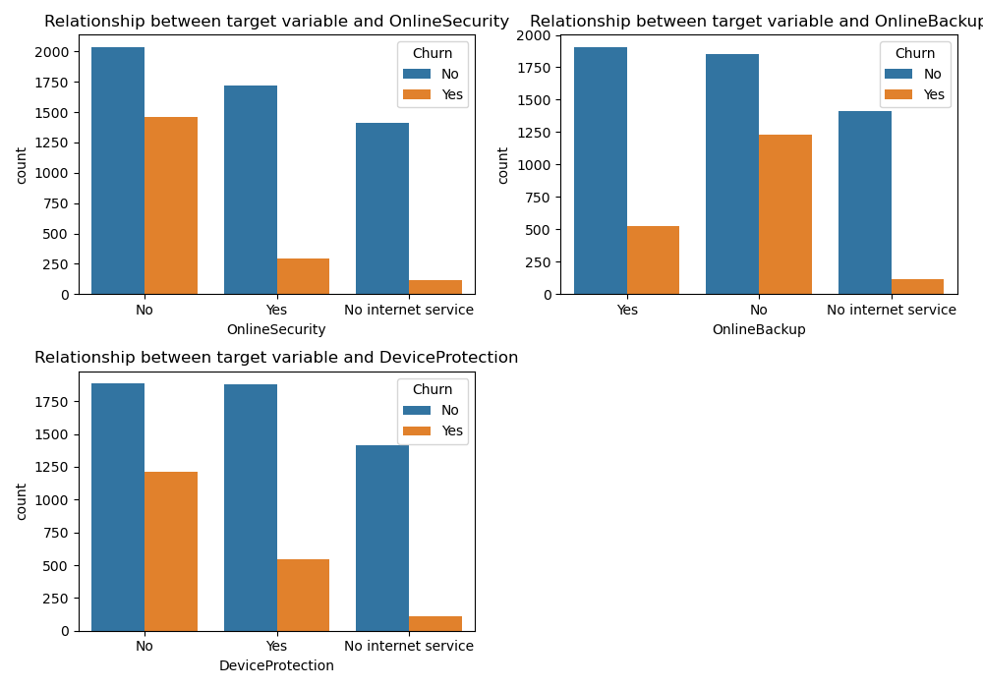 Relationship between target variable and OnlineSecurity
2000
1750
1500
1250
1000
750
500
250
0
count
Churn
No
Yes
No
Yes
No internet service
OnlineSecurity
Relationship between target variable and OnlineBackup
2000
1750
1500
1250
1000
750
500
250
0
count
Churn
No
Yes
Yes
No
No internet service
OnlineBackup
Relationship between target variable and DeviceProtection
1750
1500
1250
1000
750
500
250
0
count
Churn
No
Yes
No
Yes
No internet service
DeviceProtection